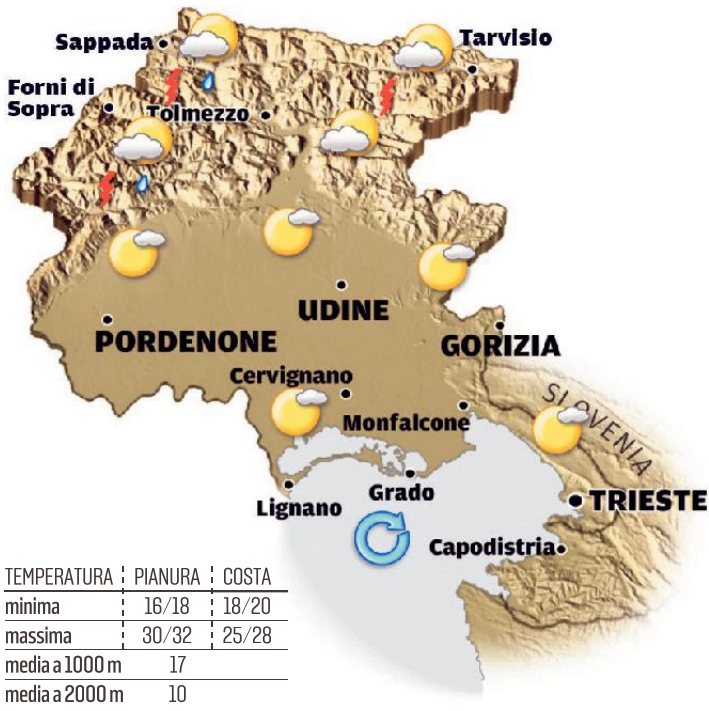 Sappada
Tarvisio
Forni di
Sopra
Tolmezzo
UDINE
PORDENONE
GORIZIA
Cervignano
SLOVENIA
Monfalcone
Grado
Lignano
TRIESTE
Capodistria
TEMPERATURA PIANURA COSTA
minima 16/18 18/20
massima 30/32 25/28
media a 1000 m 17
media a 2000 m 10